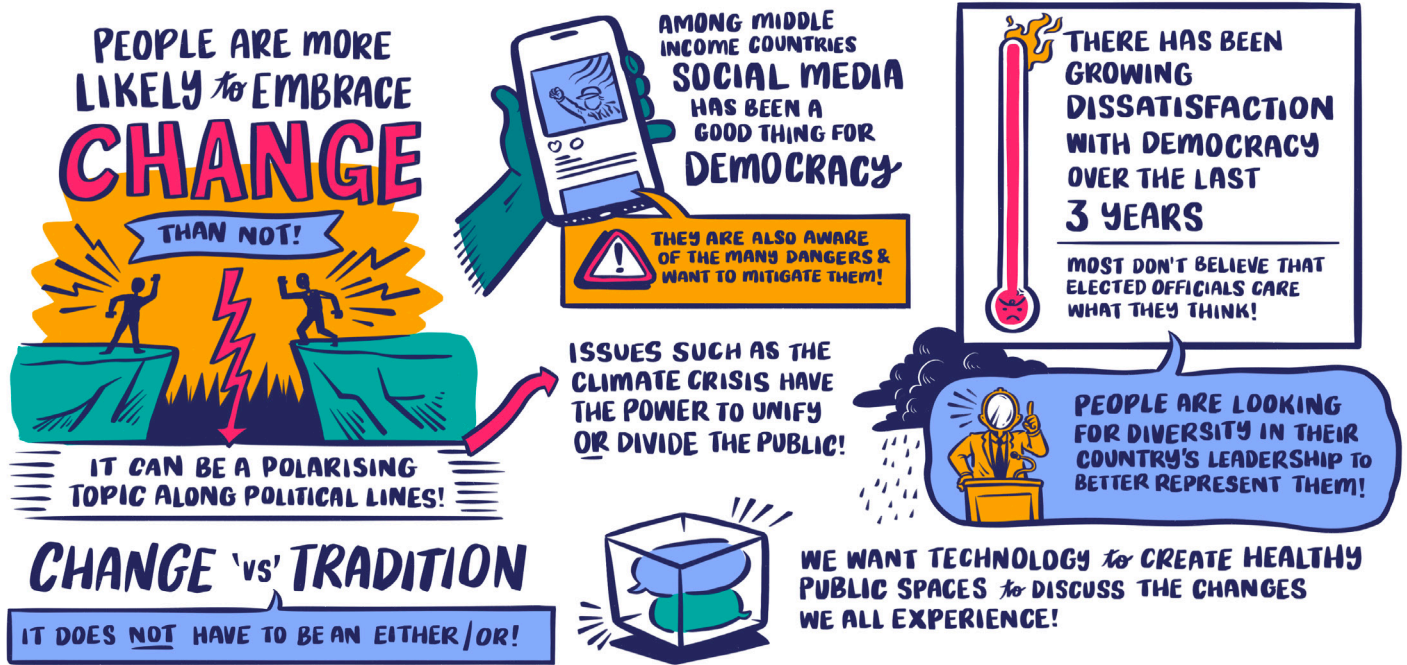 PEOPLE ARE MORE
LIKELY to EMBRACE
CHANGE
THAN NOT!
IT CAN BE A POLARISING
TOPIC ALONG POLITICAL LINES!
CHANGE 'VS' TRADITION
IT DOES NOT HAVE TO BE AN EITHER/OR!
AMONG MIDDLE
INCOME COUNTRIES
SOCIAL MEDIA
HAS BEEN A
GOOD THING FOR
DEMOCRACY
!
THEY ARE ALSO AWARE
OF THE MANY DANGERS &
WANT TO MITIGATE THEM!
ISSUES SUCH AS THE
CLIMATE CRISIS HAVE
THE POWER TO UNIFY
OR DIVIDE THE PUBLIC!
THERE HAS BEEN
GROWING
DISSATISFACTION
WITH DEMOCRACY
OVER THE LAST
3 YEARS
MOST DON'T BELIEVE THAT
ELECTED OFFICIALS CARE
WHAT THEY THINK!
PEOPLE ARE LOOKING
FOR DIVERSITY IN THEIR
COUNTRY'S LEADERSHIP TO
BETTER REPRESENT THEM!
WE WANT TECHNOLOGY to CREATE HEALTHY
PUBLIC SPACES to DISCUSS THE CHANGES
WE ALL EXPERIENCE!